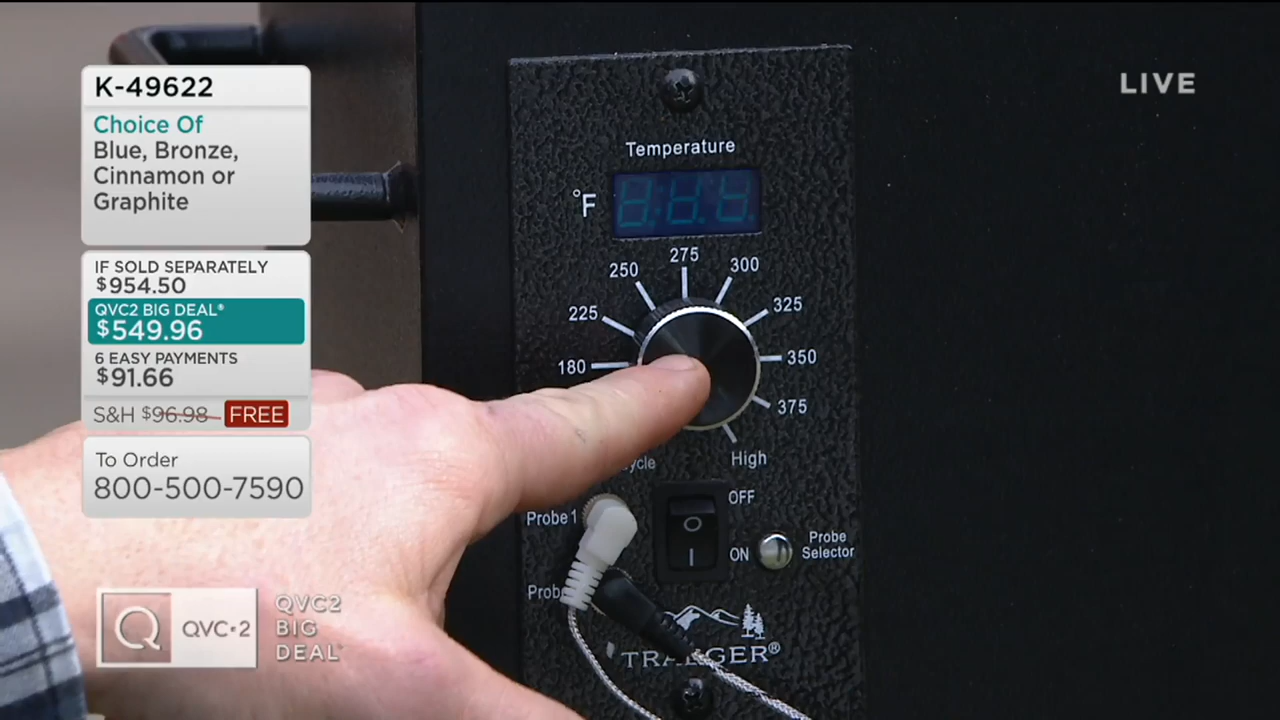 K-49622
Choice Of
Blue, Bronze,
Cinnamon or
Graphite
IF SOLD SEPARATELY
$954.50
QVC2 BIG DEAL®
$549.96
6 EASY PAYMENTS
$91.66
S&H $96.98 FREE
To Order
800-500-7590
QVC•2
QVC2
BIG
DEAL
LIVE
Temperature
°F
180
225
250
275
300
325
350
375
High
OFF
ON
Probe 1
Probe
Selector
TRAEGER®